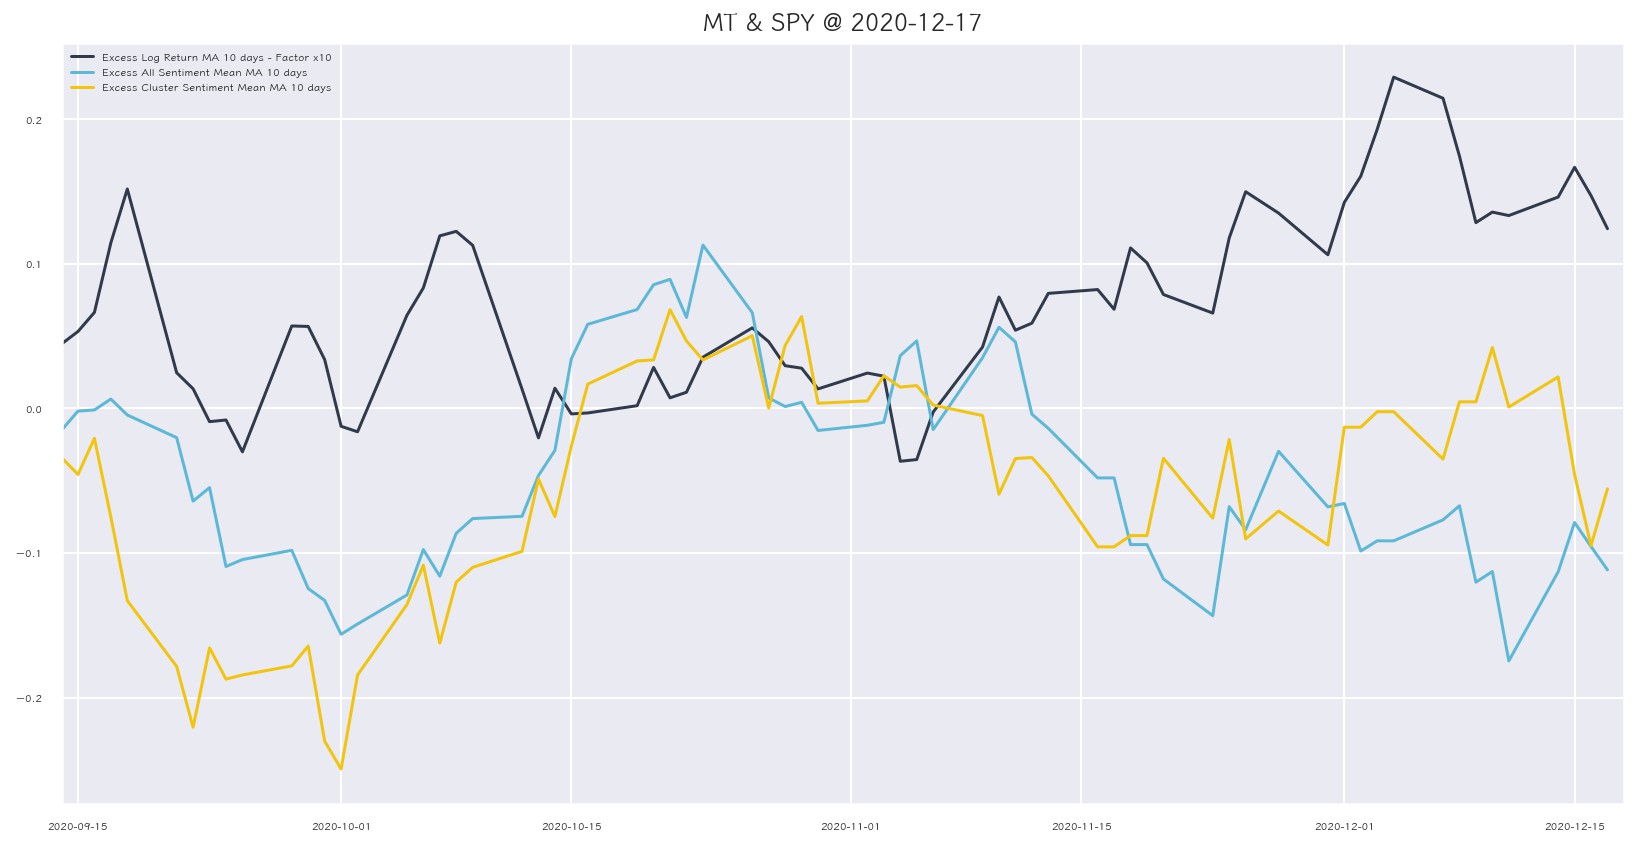 MT & SPY @ 2020-12-17
Excess Log Return MA 10 days - Factor x10
Excess All Sentiment Mean MA 10 days
Excess Cluster Sentiment Mean MA 10 days
0.2
0.1
0.0
−0.1
−0.2
2020-09-15 2020-10-01 2020-10-15 2020-11-01 2020-11-15 2020-12-01 2020-12-15